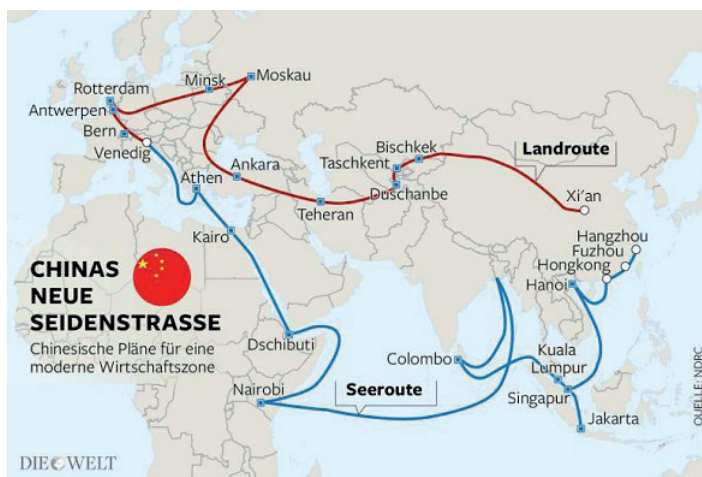 Rotterdam
Minsk
Moskau
Antwerpen
Bern
Venedig
Athen
Ankara
Teheran
Taschkent
Bischkek
Duschanbe
Landroute
Xi'an
Hangzhou
Fuzhou
Hongkong
Hanoi
Kairo
CHINAS
NEUE
SEIDENSTRASSE
Chinesische Pläne für eine
moderne Wirtschaftszone
Dschibuti
Nairobi
Seeroute
Colombo
Kuala
Lumpur
Singapur
Jakarta
QUELLE: NDRC
DIE WELT